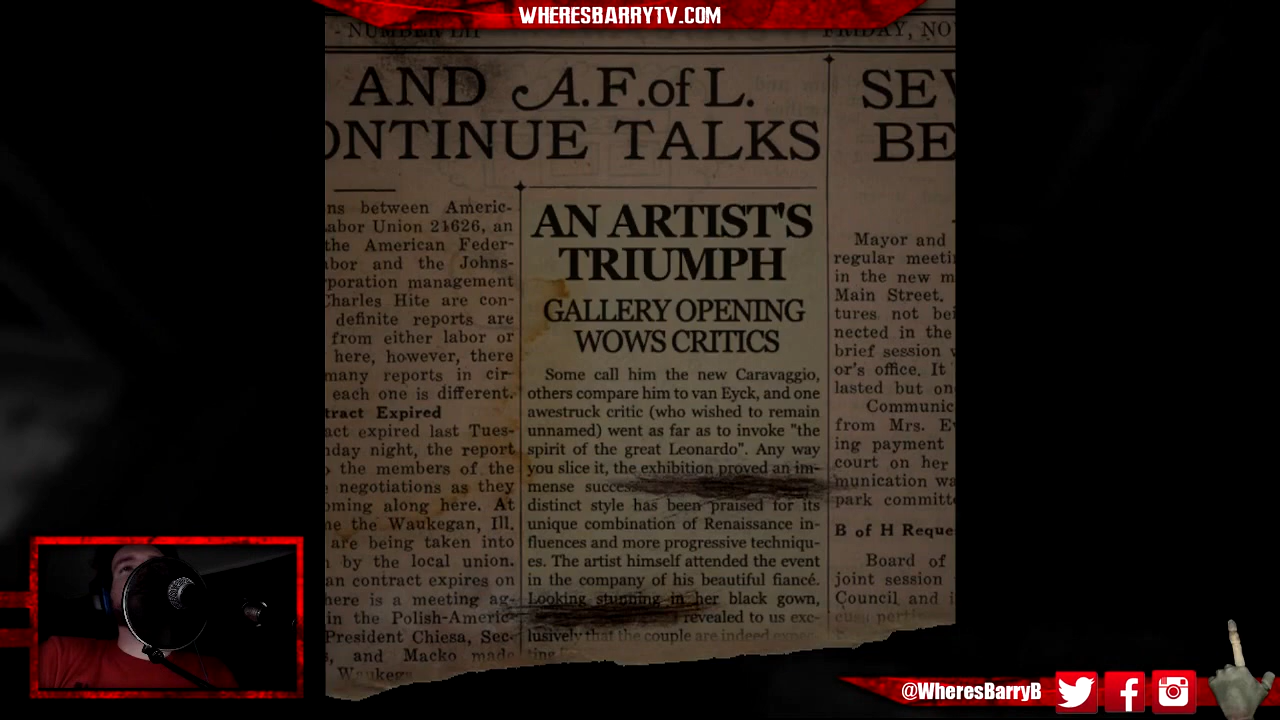 WHERESBARRYTV.COM
- NUMBER LII
FRIDAY, NO
AND A.F.of L.
ONTINUE TALKS
SEV
BE
ns between Americ-
abor Union 21626, an
the American Feder-
abor and the Johns-
poration management
Charles Hite are con-
definite reports are
from either labor or
here, however, there
many reports in cir-
each one is different.
tract Expired
act expired last Tues-
day night, the report
the members of the
negotiations as they
oming along here. At
the Waukegan, Ill.
are being taken into
by the local union.
an contract expires on
here is a meeting ag-
in the Polish-Americ-
President Chiesa, Sec-
, and Macko made
Waukega
AN ARTIST'S
TRIUMPH
GALLERY OPENING
WOWS CRITICS
Some call him the new Caravaggio,
others compare him to van Eyck, and one
awestruck critic (who wished to remain
unnamed) went as far as to invoke "the
spirit of the great Leonardo". Any way
you slice it, the exhibition proved an im-
mense succes
distinct style has been praised for its
unique combination of Renaissance in-
fluences and more progressive techniqu-
es. The artist himself attended the event
in the company of his beautiful fiancé.
Looking stunning in her black gown,
revealed to us exc-
lusively that the couple are indeed expec-
ting
Mayor and
regular meeti
in the new m
Main Street.
tures not bei
nected in the
brief session
or's office. It
lasted but on
Communic
from Mrs. Ev
ing payment
court on her
munication wa
park committe
B of H Reque
Board of
joint session
Council and i
cuss perti
@WheresBarryB